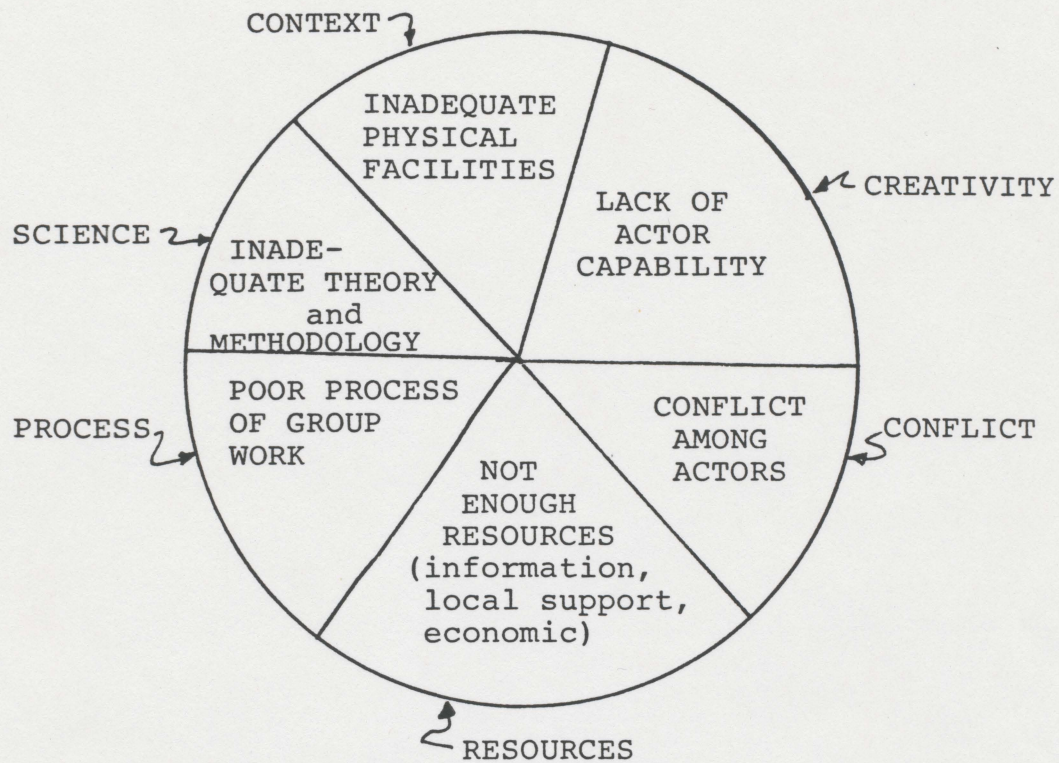 CONTEXT
INADEQUATE
PHYSICAL
FACILITIES
LACK OF
ACTOR
CAPABILITY
CREATIVITY
SCIENCE
INADE-
QUATE THEORY
and
METHODOLOGY
POOR PROCESS
OF GROUP
WORK
PROCESS
CONFLICT
AMONG
ACTORS
CONFLICT
NOT
ENOUGH
RESOURCES
(information,
local support,
economic)
RESOURCES